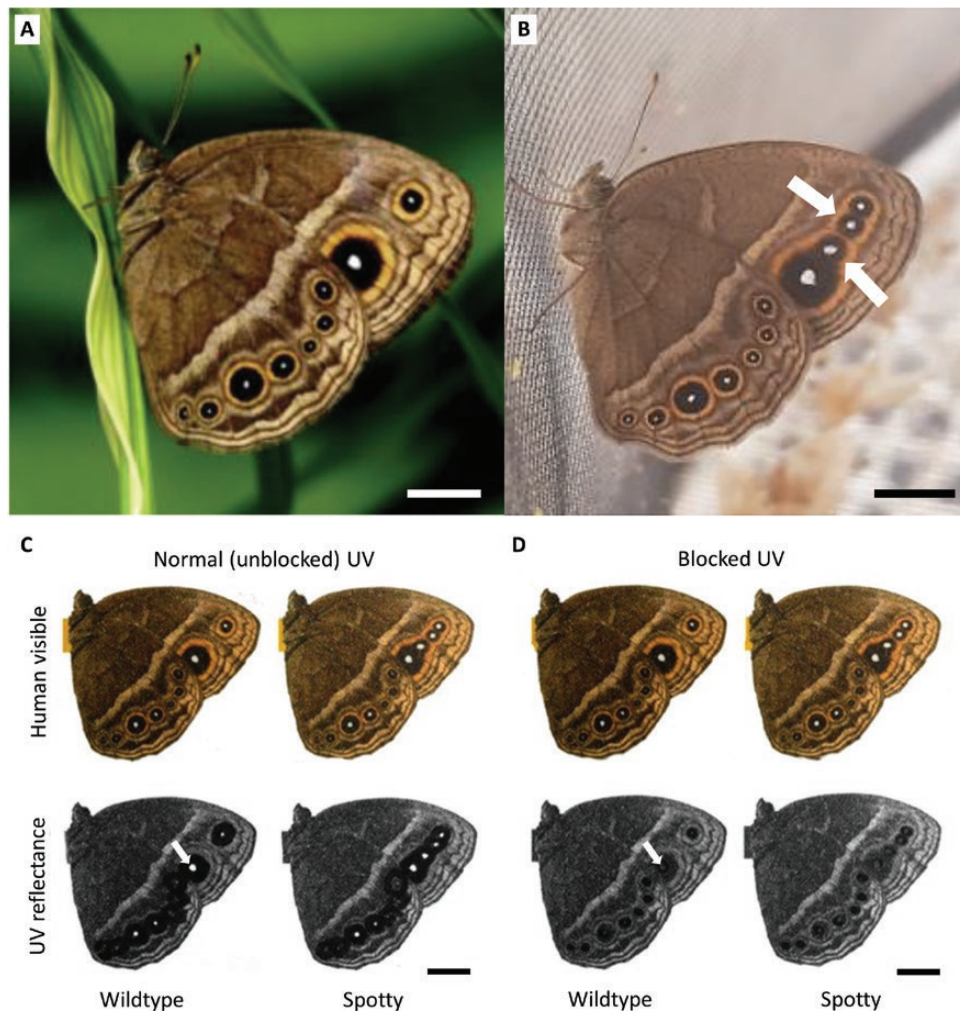 A
B
C
Normal (unblocked) UV
D
Blocked UV
Human visible
UV reflectance
Wildtype
Spotty
Wildtype
Spotty